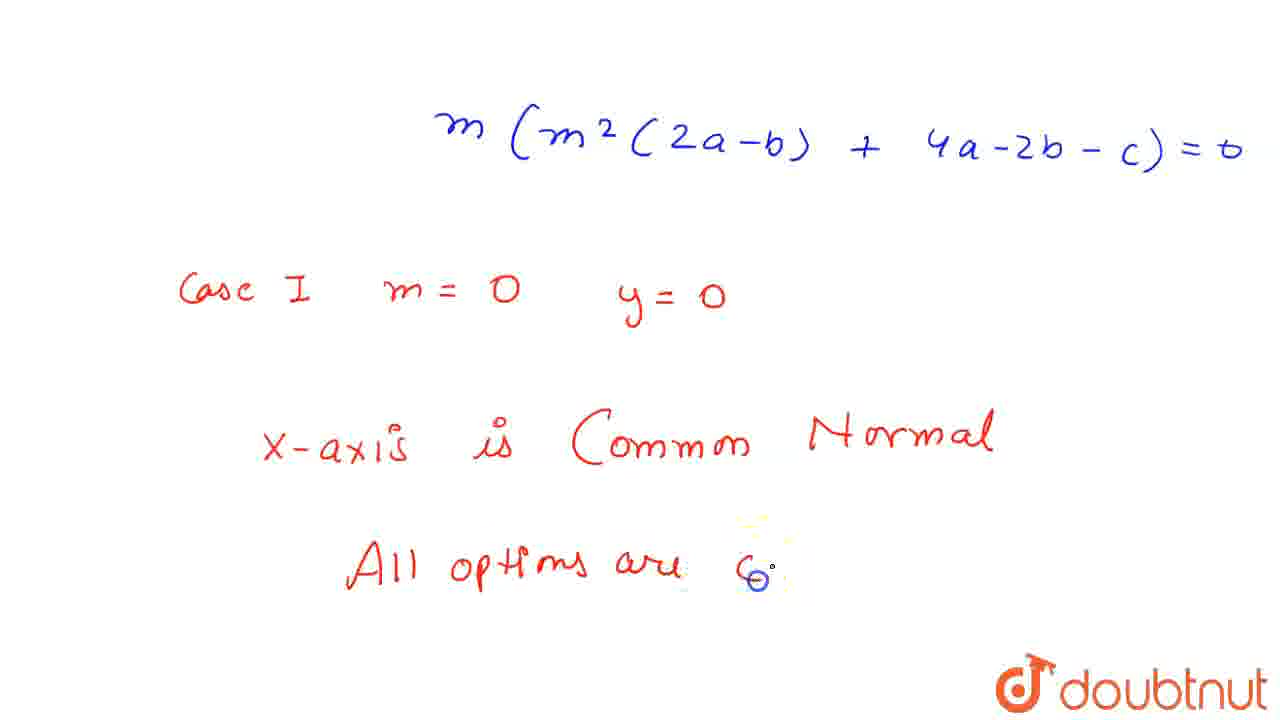 m (m² (2a-b) + 4a-2b-c) = 0
Case I m = 0 y = 0
x-axis is Common Normal
All options are c
doubtnut